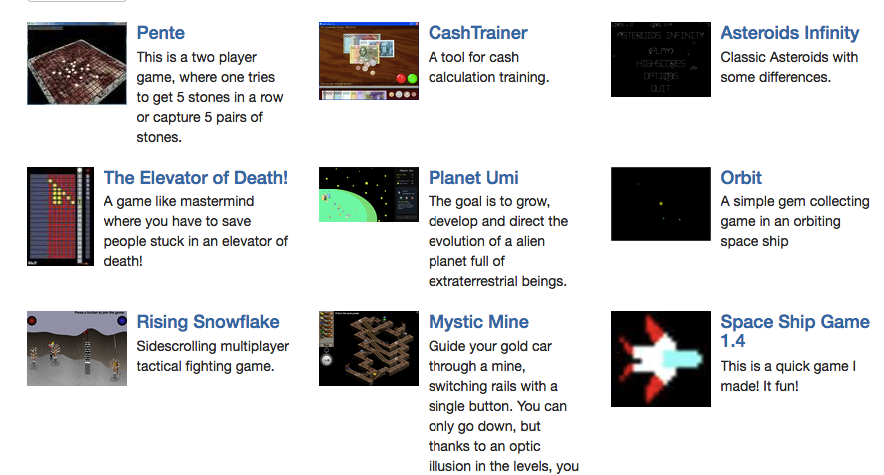 Pente
This is a two player
game, where one tries
to get 5 stones in a row
or capture 5 pairs of
stones.
CashTrainer
A tool for cash
calculation training.
ASTEROIDS INFINITY
(PLAY)
HIGHSCORES
OPTIONS
QUIT
Asteroids Infinity
Classic Asteroids with
some differences.
The Elevator of Death!
A game like mastermind
where you have to save
people stuck in an elevator of
death!
Planet Umi
The goal is to grow,
develop and direct the
evolution of a alien
planet full of
extraterrestrial beings.
Orbit
A simple gem collecting
game in an orbiting
space ship
Press a button to join the game.
Rising Snowflake
Sidescrolling multiplayer
tactical fighting game.
Mystic Mine
Guide your gold car
through a mine,
switching rails with a
single button. You can
only go down, but
thanks to an optic
illusion in the levels, you
Space Ship Game
1.4
This is a quick game I
made! It fun!